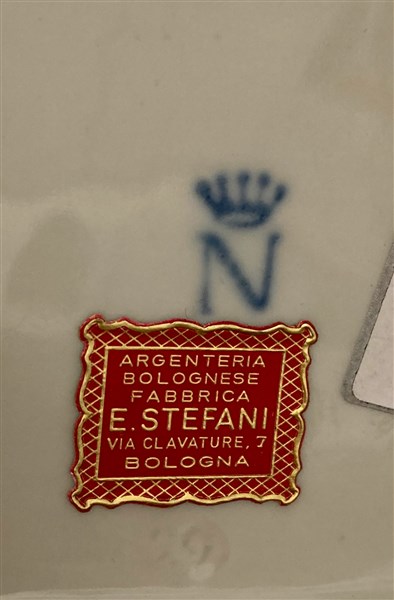 N
ARGENTERIA
BOLOGNESE
FABBRICA
E. STEFANI
VIA CLAVATURE, 7
BOLOGNA